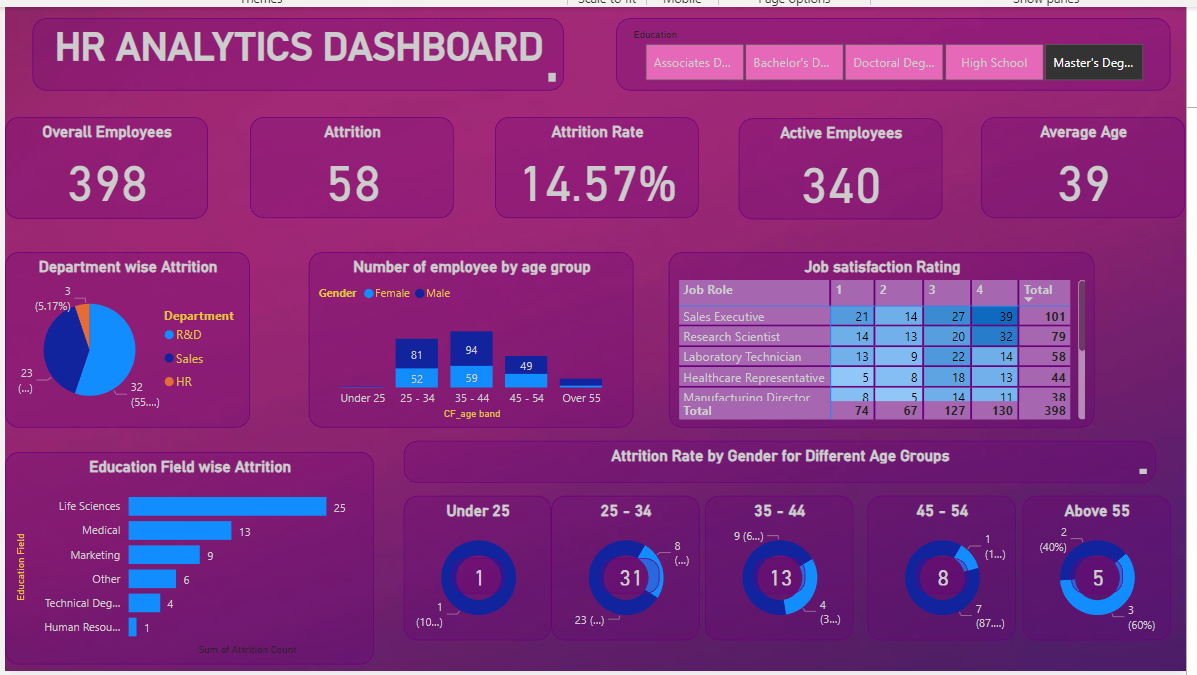 Themes Scale to fit Mobile Page options Show panes
HR ANALYTICS DASHBOARD
Education
Associates D... Bachelor's D... Doctoral Deg... High School Master's Deg...
Overall Employees
398
Attrition
58
Attrition Rate
14.57%
Active Employees
340
Average Age
39
Department wise Attrition
3
(5.17%)
23
(...)
32
(55....)
Department
R&D
Sales
HR
Number of employee by age group
Gender Female Male
81 94 49
52 59
Under 25 25 - 34 35 - 44 45 - 54 Over 55
CF_age band
Job satisfaction Rating
Job Role 1 2 3 4 Total
Sales Executive 21 14 27 39 101
Research Scientist 14 13 20 32 79
Laboratory Technician 13 9 22 14 58
Healthcare Representative 5 8 18 13 44
Manufacturing Director 8 5 14 11 38
Total 74 67 127 130 398
Education Field wise Attrition
Education Field
Life Sciences 25
Medical 13
Marketing 9
Other 6
Technical Deg... 4
Human Resou... 1
Sum of Attrition Count
Attrition Rate by Gender for Different Age Groups
Under 25
1
1
(10...)
25 - 34
31
8
(...)
23 (...)
35 - 44
9 (6...)
13
4
(3...)
45 - 54
1
(1...)
8
7
(87....)
Above 55
2
(40%)
5
3
(60%)